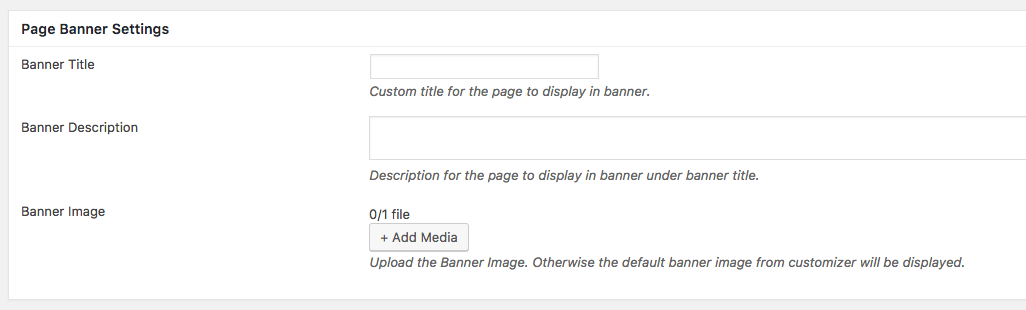 Page Banner Settings
Banner Title
Custom title for the page to display in banner.
Banner Description
Description for the page to display in banner under banner title.
Banner Image
0/1 file
+ Add Media
Upload the Banner Image. Otherwise the default banner image from customizer will be displayed.